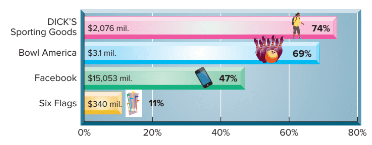 DICK'S
Sporting Goods
$2,076 mil.
74%
Bowl America
$3.1 mil.
69%
Facebook
$15,053 mil.
47%
Six Flags
$340 mil.
11%
0%
20%
40%
60%
80%